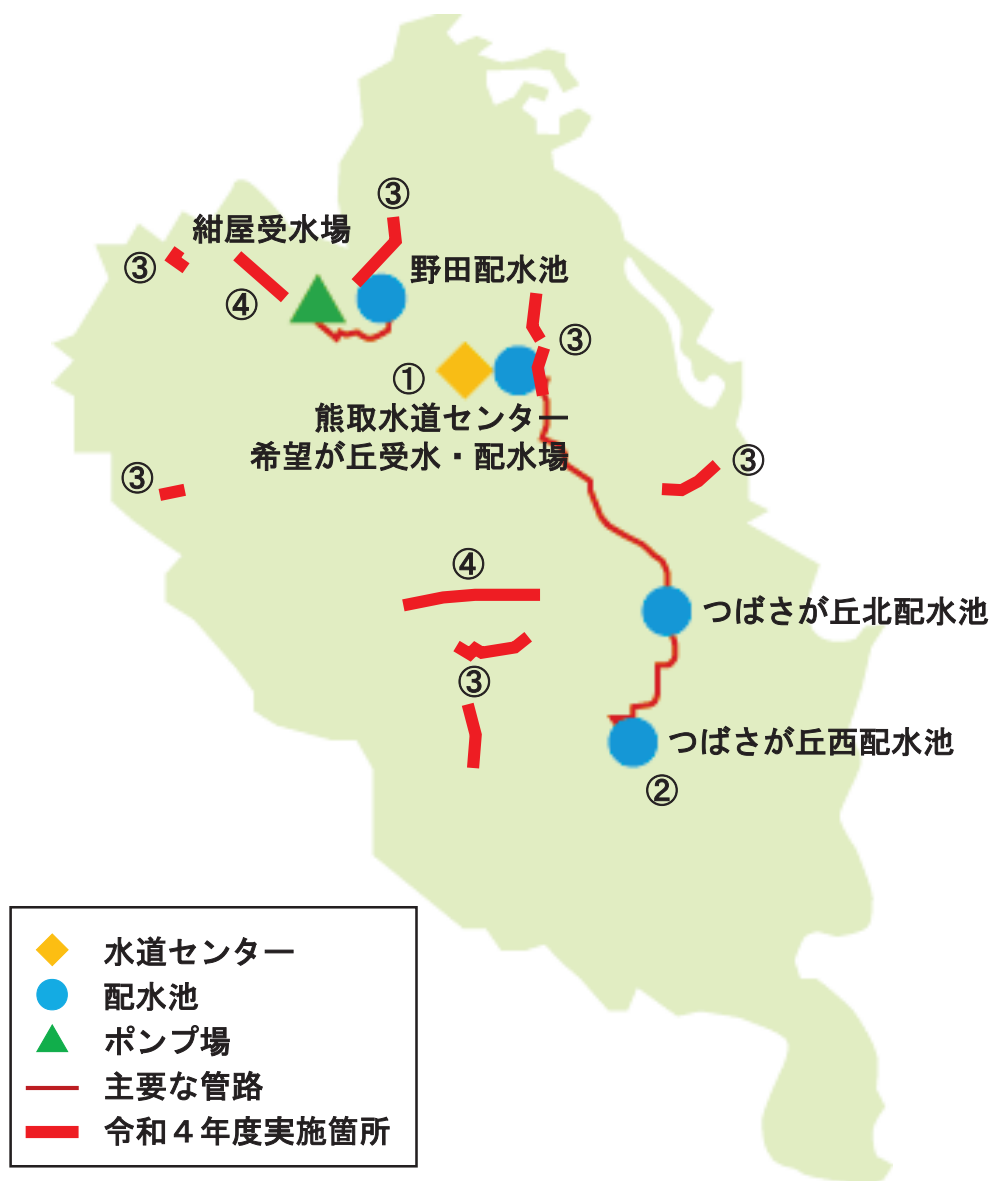 ③
紺屋受水場
③
野田配水池
④
③
①
熊取水道センター
希望が丘受水・配水場
③
③
④
つばさが丘北配水池
③
つばさが丘西配水池
②
水道センター
配水池
ポンプ場
主要な管路
令和４年度実施箇所